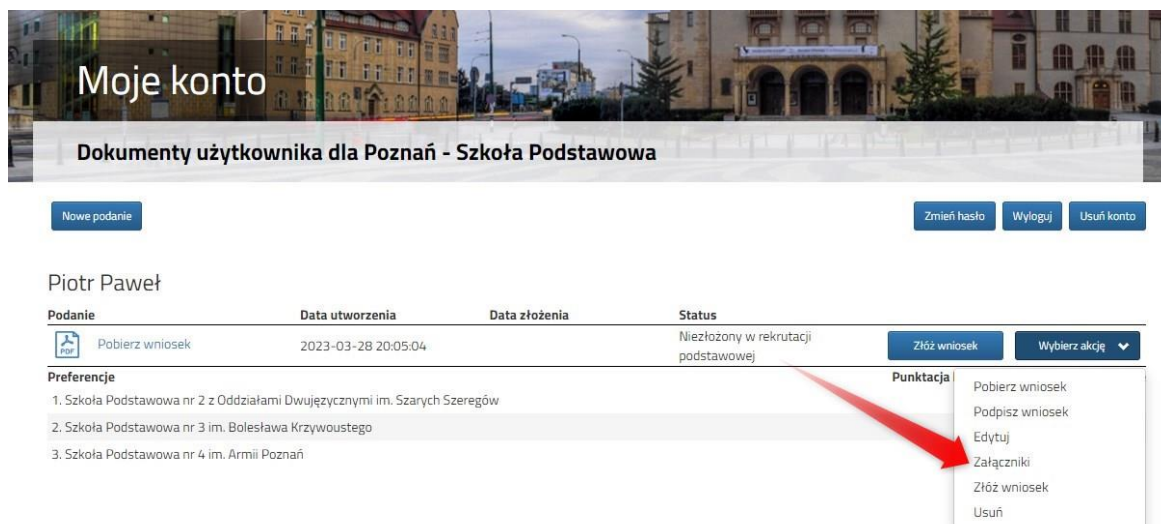 Moje konto
Dokumenty użytkownika dla Poznań - Szkoła Podstawowa
Nowe podanie
Zmień hasło
Wyloguj
Usuń konto
Piotr Paweł
Podanie Data utworzenia Data złożenia Status
PDF Pobierz wniosek 2023-03-28 20:05:04 Niezłożony w rekrutacji
podstawowej
Złóż wniosek
Wybierz akcję
Preferencje Punktacja
1. Szkoła Podstawowa nr 2 z Oddziałami Dwujęzycznymi im. Szarych Szeregów
2. Szkoła Podstawowa nr 3 im. Bolesława Krzywoustego
3. Szkoła Podstawowa nr 4 im. Armii Poznań
Pobierz wniosek
Podpisz wniosek
Edytuj
Załączniki
Złóż wniosek
Usuń